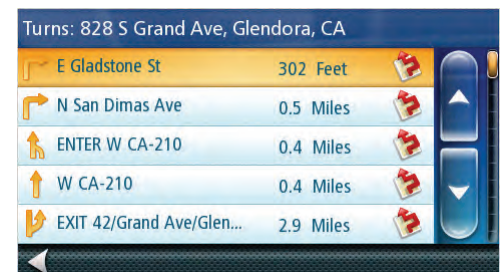 Turns: 828 S Grand Ave, Glendora, CA
E Gladstone St 302 Feet
N San Dimas Ave 0.5 Miles
ENTER W CA-210 0.4 Miles
W CA-210 0.4 Miles
EXIT 42/Grand Ave/Glen... 2.9 Miles